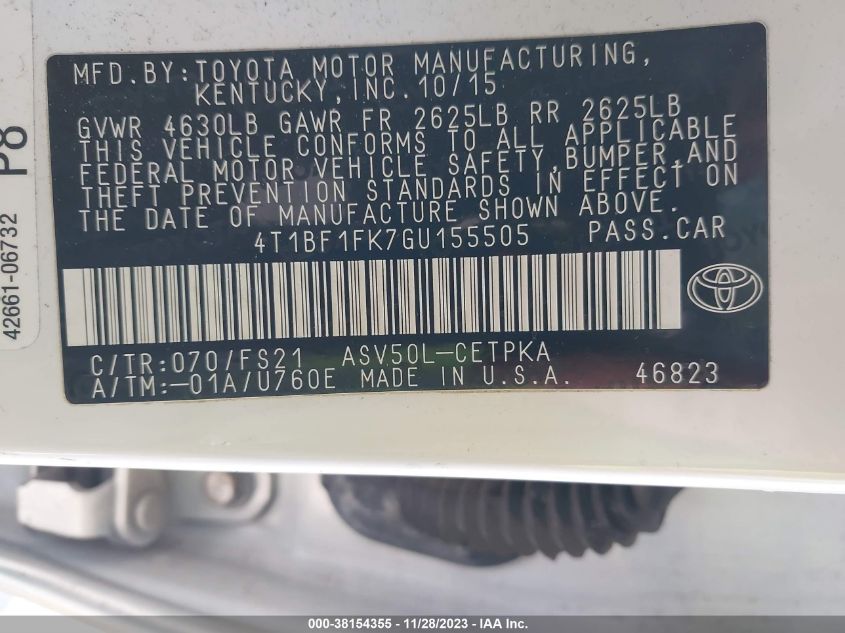 MFD. BY: TOYOTA MOTOR MANUFACTURING,
KENTUCKY, INC. 10/15
GVWR 4630LB GAWR FR 2625LB RR 2625LB
THIS VEHICLE CONFORMS TO ALL APPLICABLE
FEDERAL MOTOR VEHICLE SAFETY, BUMPER, AND
THEFT PREVENTION STANDARDS IN EFFECT ON
THE DATE OF MANUFACTURE SHOWN ABOVE.
4T1BF1FK7GU155505 PASS.CAR
C/TR: 070/FS21 ASV50L-CETPKA
A/TM: -01A/U760E MADE IN U.S.A. 46823
42661-06732 P8
000-38154355 - 11/28/2023 - IAA, Inc.